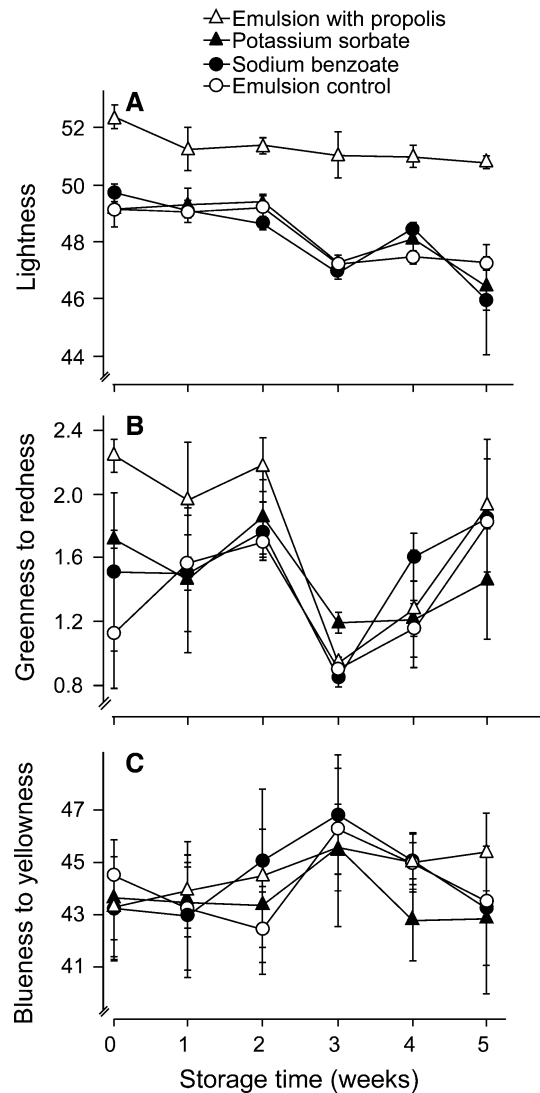 Emulsion with propolis
Potassium sorbate
Sodium benzoate
Emulsion control
A
52
50
48
46
44
Lightness
B
2.4
2.0
1.6
1.2
0.8
Greenness to redness
C
47
45
43
41
Blueness to yellowness
0 1 2 3 4 5
Storage time (weeks)